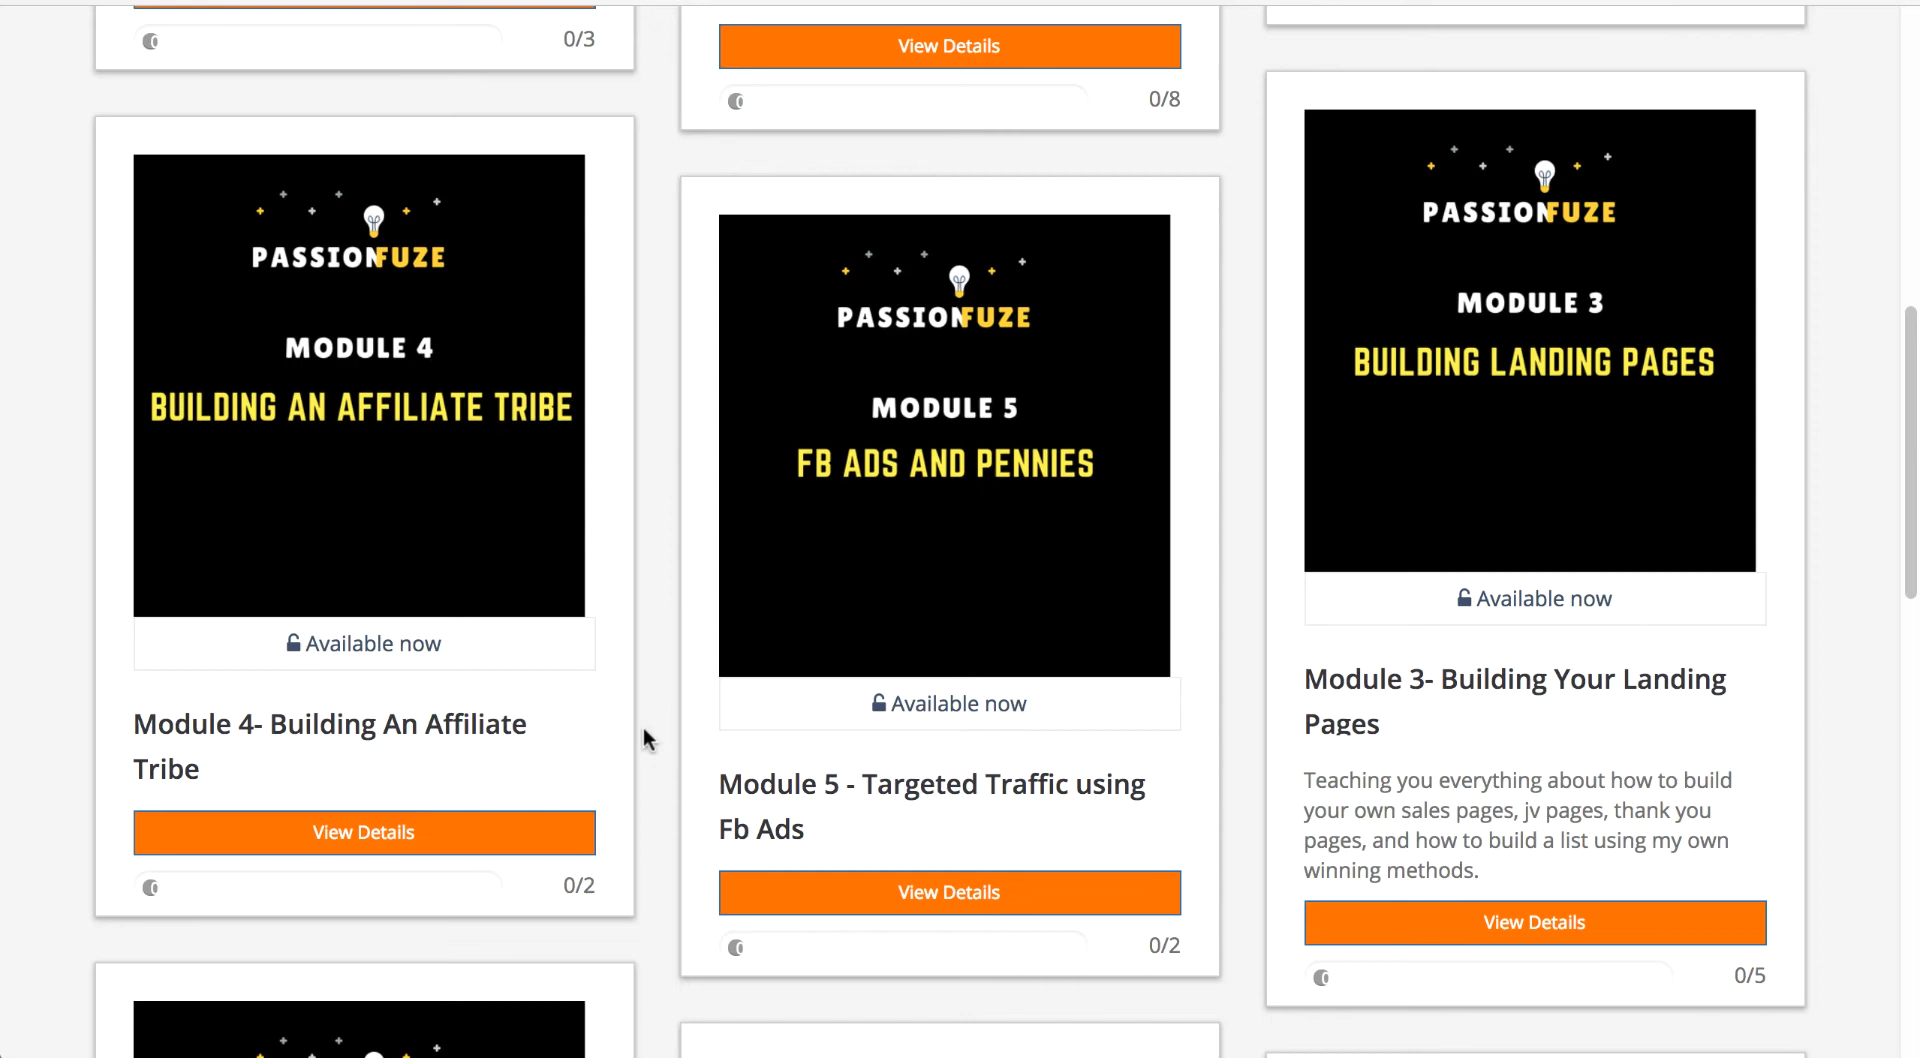 0/3
View Details
0/8
PASSIONFUZE
MODULE 4
BUILDING AN AFFILIATE TRIBE
Available now
Module 4- Building An Affiliate
Tribe
View Details
0
0/2
PASSIONFUZE
MODULE 5
FB ADS AND PENNIES
Available now
Module 5 - Targeted Traffic using
Fb Ads
View Details
0/2
PASSIONFUZE
MODULE 3
BUILDING LANDING PAGES
Available now
Module 3- Building Your Landing
Pages
Teaching you everything about how to build
your own sales pages, jv pages, thank you
pages, and how to build a list using my own
winning methods.
View Details
0/5